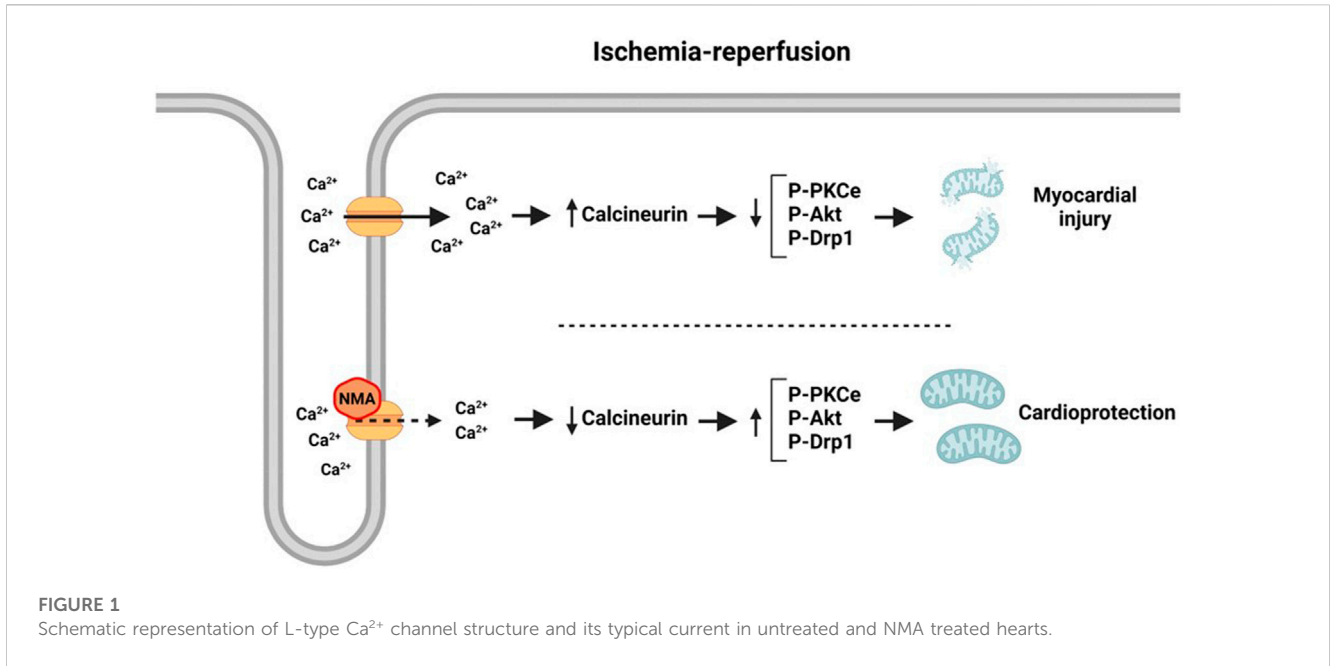 Ischemia-reperfusion
Ca²⁺
Ca²⁺
Ca²⁺
Ca²⁺
Ca²⁺
Ca²⁺
Ca²⁺
Calcineurin
P-PKCe
P-Akt
P-Drp1
Myocardial
injury
NMA
Ca²⁺
Ca²⁺
Ca²⁺
Ca²⁺
Ca²⁺
Calcineurin
P-PKCe
P-Akt
P-Drp1
Cardioprotection
FIGURE 1
Schematic representation of L-type Ca²⁺ channel structure and its typical current in untreated and NMA treated hearts.